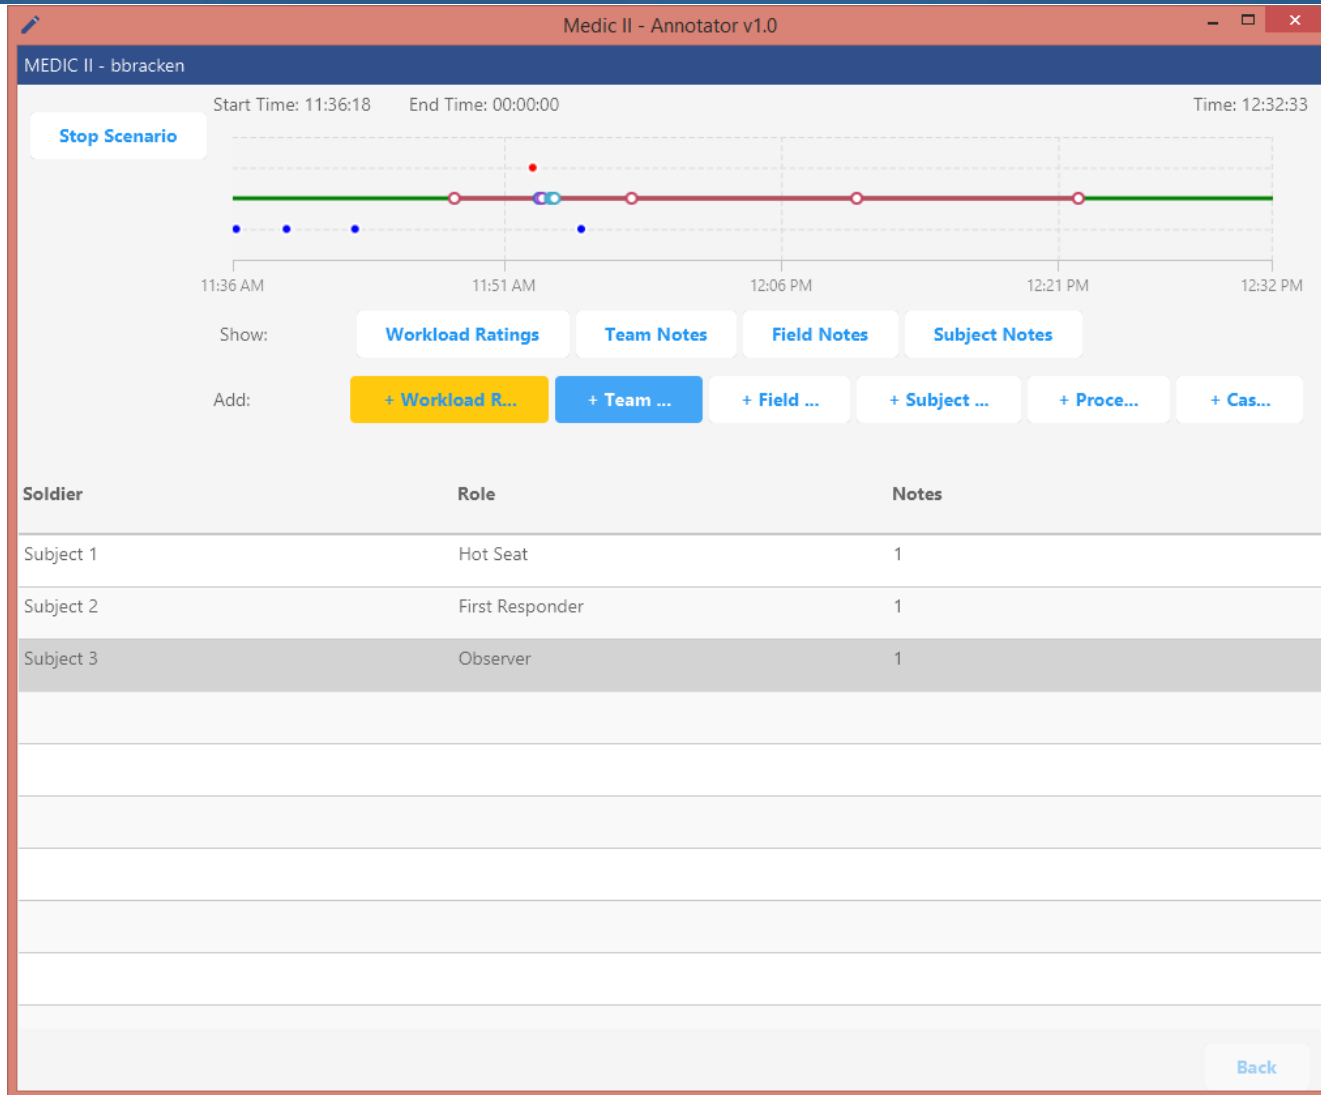 Medic II - Annotator v1.0
MEDIC II - bbracken
Start Time: 11:36:18 End Time: 00:00:00 Time: 12:32:33
Stop Scenario
11:36 AM 11:51 AM 12:06 PM 12:21 PM 12:32 PM
Show: Workload Ratings Team Notes Field Notes Subject Notes
Add: + Workload R... + Team ... + Field ... + Subject ... + Proce... + Cas...
Soldier Role Notes
Subject 1 Hot Seat 1
Subject 2 First Responder 1
Subject 3 Observer 1
Back